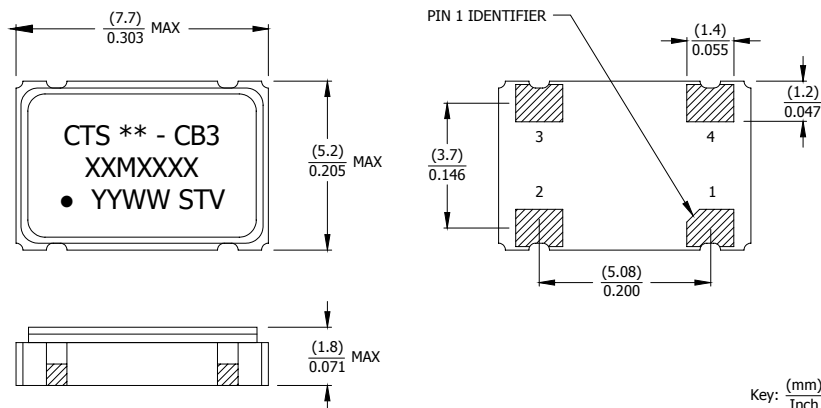 (7.7)
0.303 MAX
CTS ** - CB3
XXMXXXX
● YYWW STV
(5.2)
0.205 MAX
(1.8)
0.071 MAX
PIN 1 IDENTIFIER
(1.4)
0.055
(1.2)
0.047
3 4
(3.7)
0.146
2 1
(5.08)
0.200
Key: (mm)
Inch